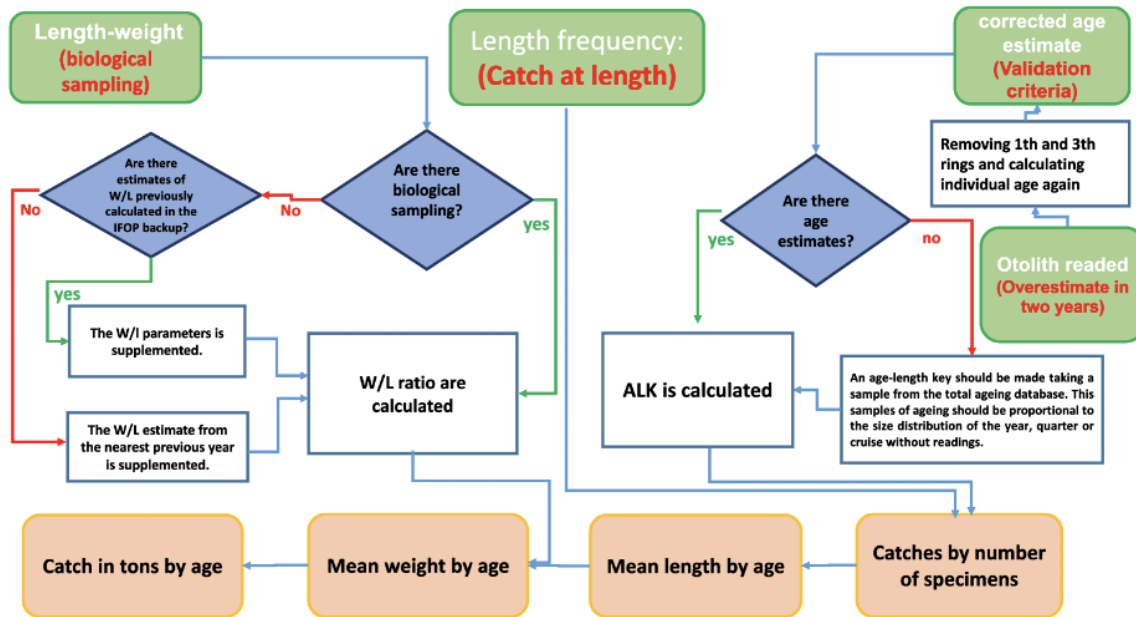 Length-weight
(biological
sampling)
Length frequency:
(Catch at length)
corrected age
estimate
(Validation
criteria)
Removing 1th and 3th
rings and calculating
individual age again
Otolith readed
(Overestimate in
two years)
Are there
estimates of
W/L previously
calculated in the
IFOP backup?
No
yes
Are there
biological
sampling?
No
yes
Are there
age
estimates?
yes
no
The W/l parameters is
supplemented.
The W/L estimate from
the nearest previous year
is supplemented.
W/L ratio are
calculated
ALK is calculated
An age-length key should be made taking a
sample from the total ageing database. This
samples of ageing should be proportional to
the size distribution of the year, quarter or
cruise without readings.
Catch in tons by age
Mean weight by age
Mean length by age
Catches by number
of specimens